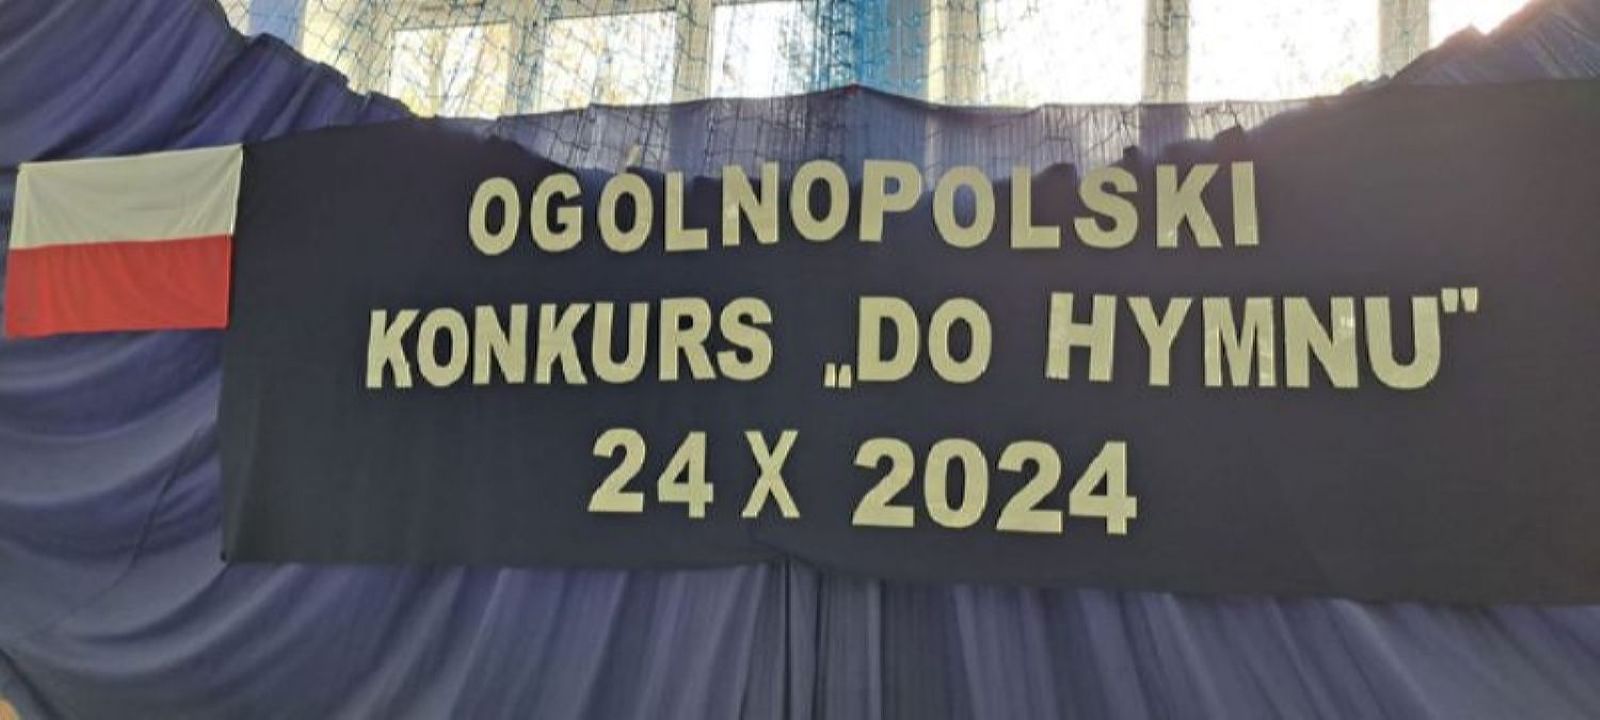 OGÓLNOPOLSKI
KONKURS „DO HYMNU"
24 X 2024